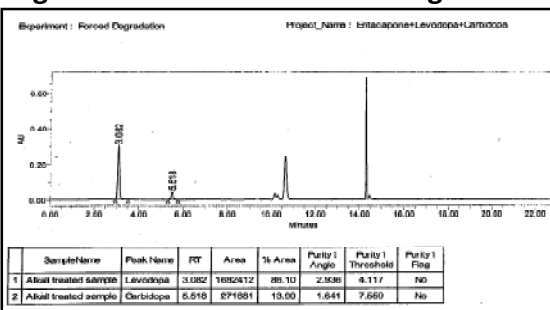 Experiment : Forced Degradation Project_Name : Entacapone+Levodopa+Carbidopa
0.60
0.40
AU
0.20
0.00
3.082
5.518
0.00 2.00 4.00 6.00 8.00 10.00 12.00 14.00 16.00 18.00 20.00 22.00
Minutes
SampleName Peak Name RT Area % Area Purity1 Angle Purity1 Threshold Purity1 Flag
1 Alkali treated sample Levodopa 3.082 1682412 86.10 2.936 4.117 No
2 Alkali treated sample Carbidopa 5.518 271681 1.641 7.550 No